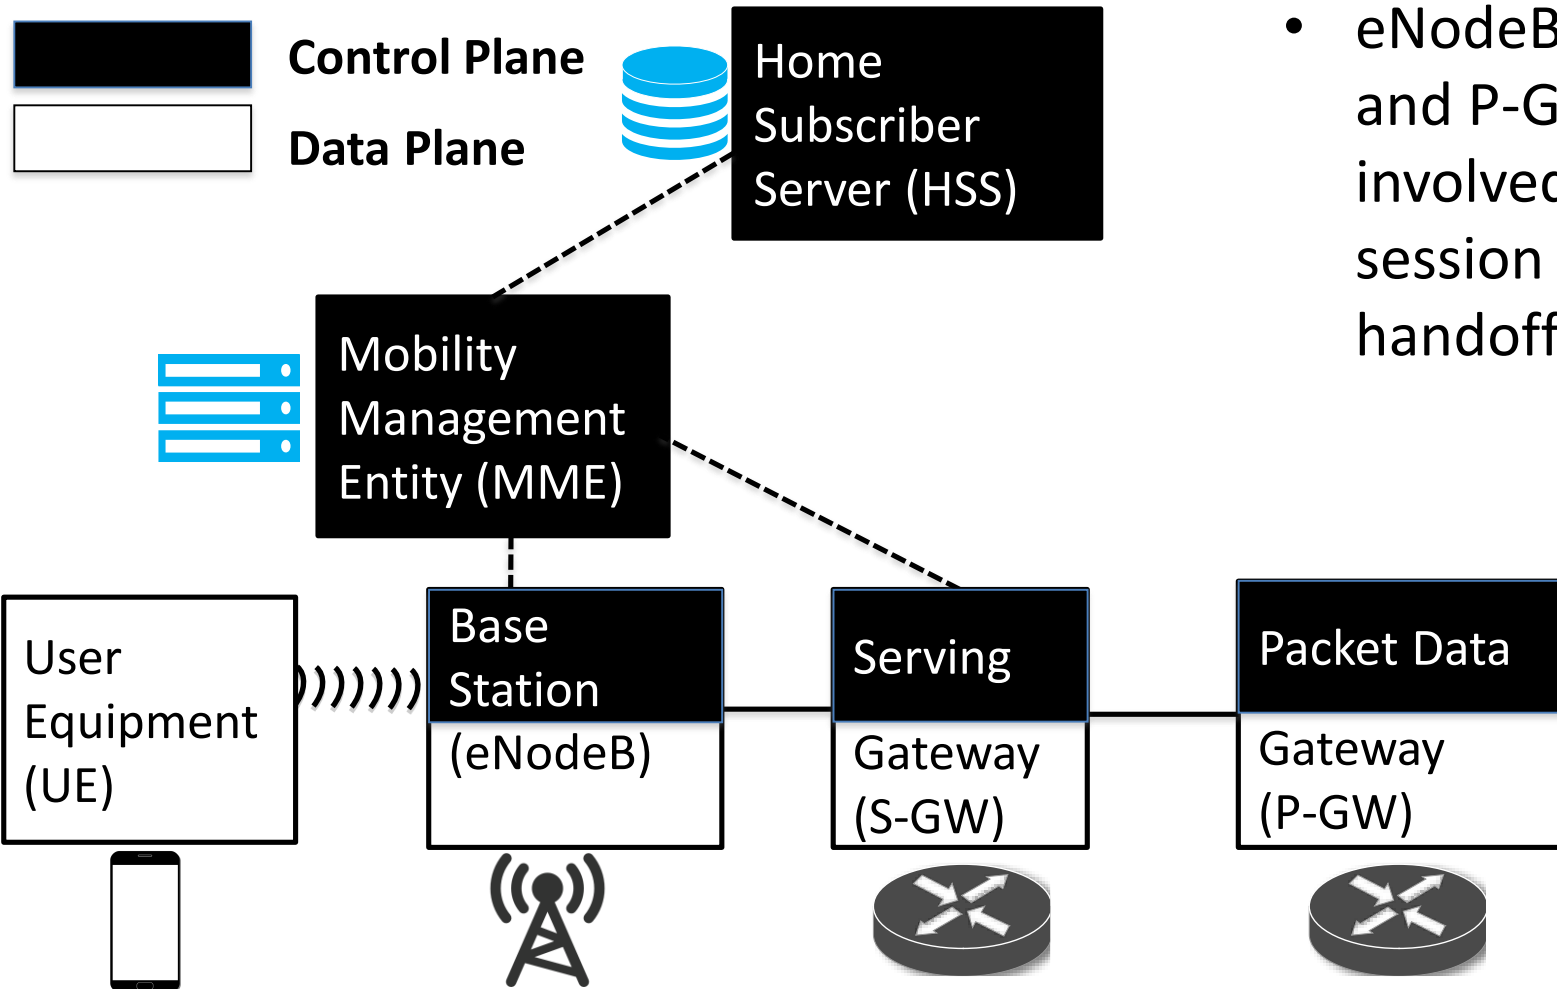 Control Plane
Data Plane
Home
Subscriber
Server (HSS)
•
and
session
Mobility
Management
Entity (MME)
User
Equipment
(UE)
Base
Station
(eNodeB)
Serving
Gateway
(S-GW)
Packet Data
Gateway
(P-GW)